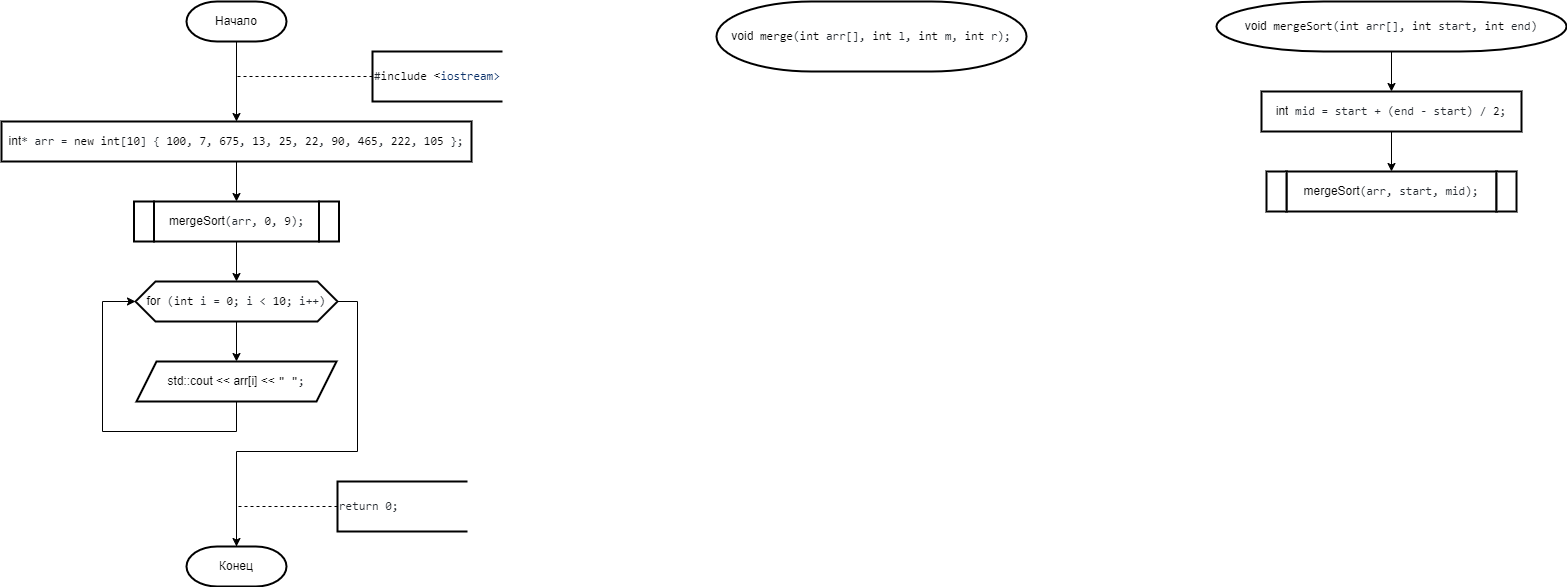 Начало
#include <iostream>
int* arr = new int[10] { 100, 7, 675, 13, 25, 22, 90, 465, 222, 105 };
mergeSort(arr, 0, 9);
for (int i = 0; i < 10; i++)
std::cout << arr[i] << " ";
return 0;
Конец
void merge(int arr[], int l, int m, int r);
void mergeSort(int arr[], int start, int end)
int mid = start + (end - start) / 2;
mergeSort(arr, start, mid);